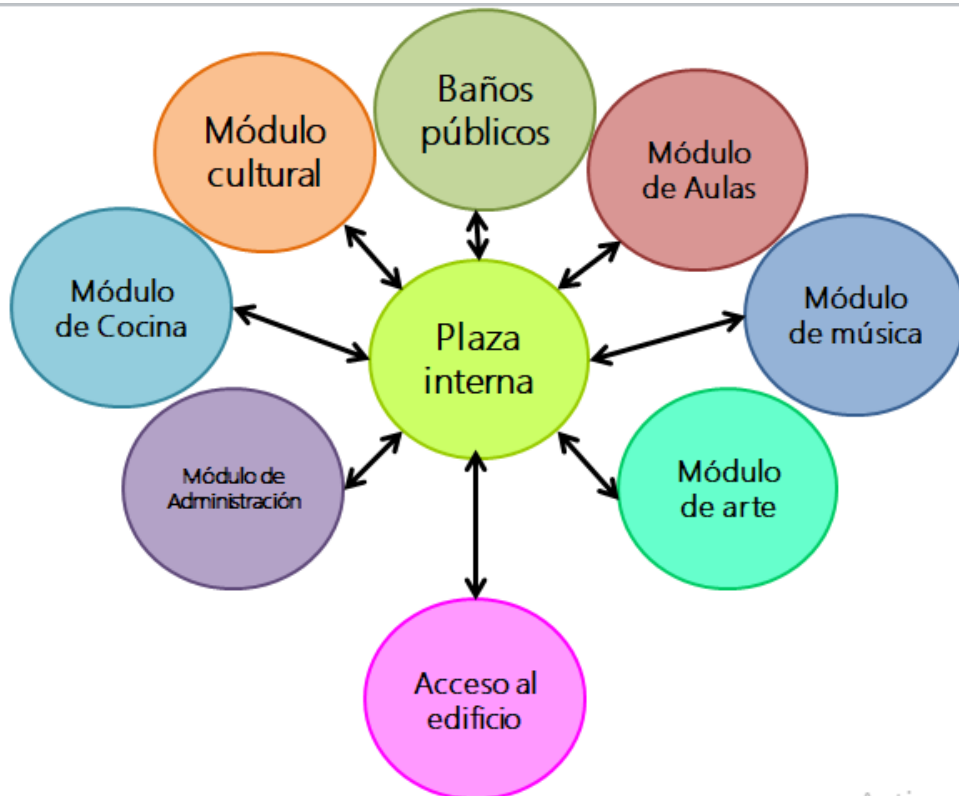 Baños
públicos
Módulo
cultural
Módulo
de Aulas
Módulo
de Cocina
Módulo
de música
Plaza
interna
Módulo de
Administración
Módulo
de arte
Acceso al
edificio